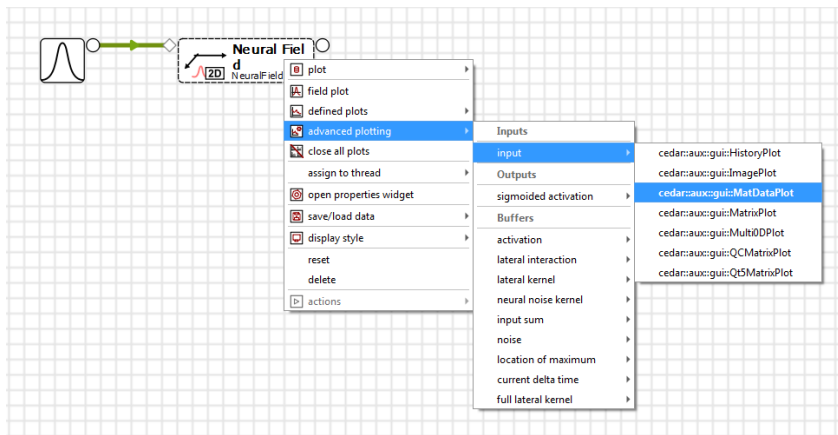 Neural Fiel
d
2D
NeuralField
plot
field plot
defined plots
advanced plotting
close all plots
assign to thread
open properties widget
save/load data
display style
reset
delete
actions
Inputs
input
Outputs
sigmoided activation
Buffers
activation
lateral interaction
lateral kernel
neural noise kernel
input sum
noise
location of maximum
current delta time
full lateral kernel
cedar::aux::gui::HistoryPlot
cedar::aux::gui::ImagePlot
cedar::aux::gui::MatDataPlot
cedar::aux::gui::MatrixPlot
cedar::aux::gui::Multi0DPlot
cedar::aux::gui::QCMatrixPlot
cedar::aux::gui::Qt5MatrixPlot